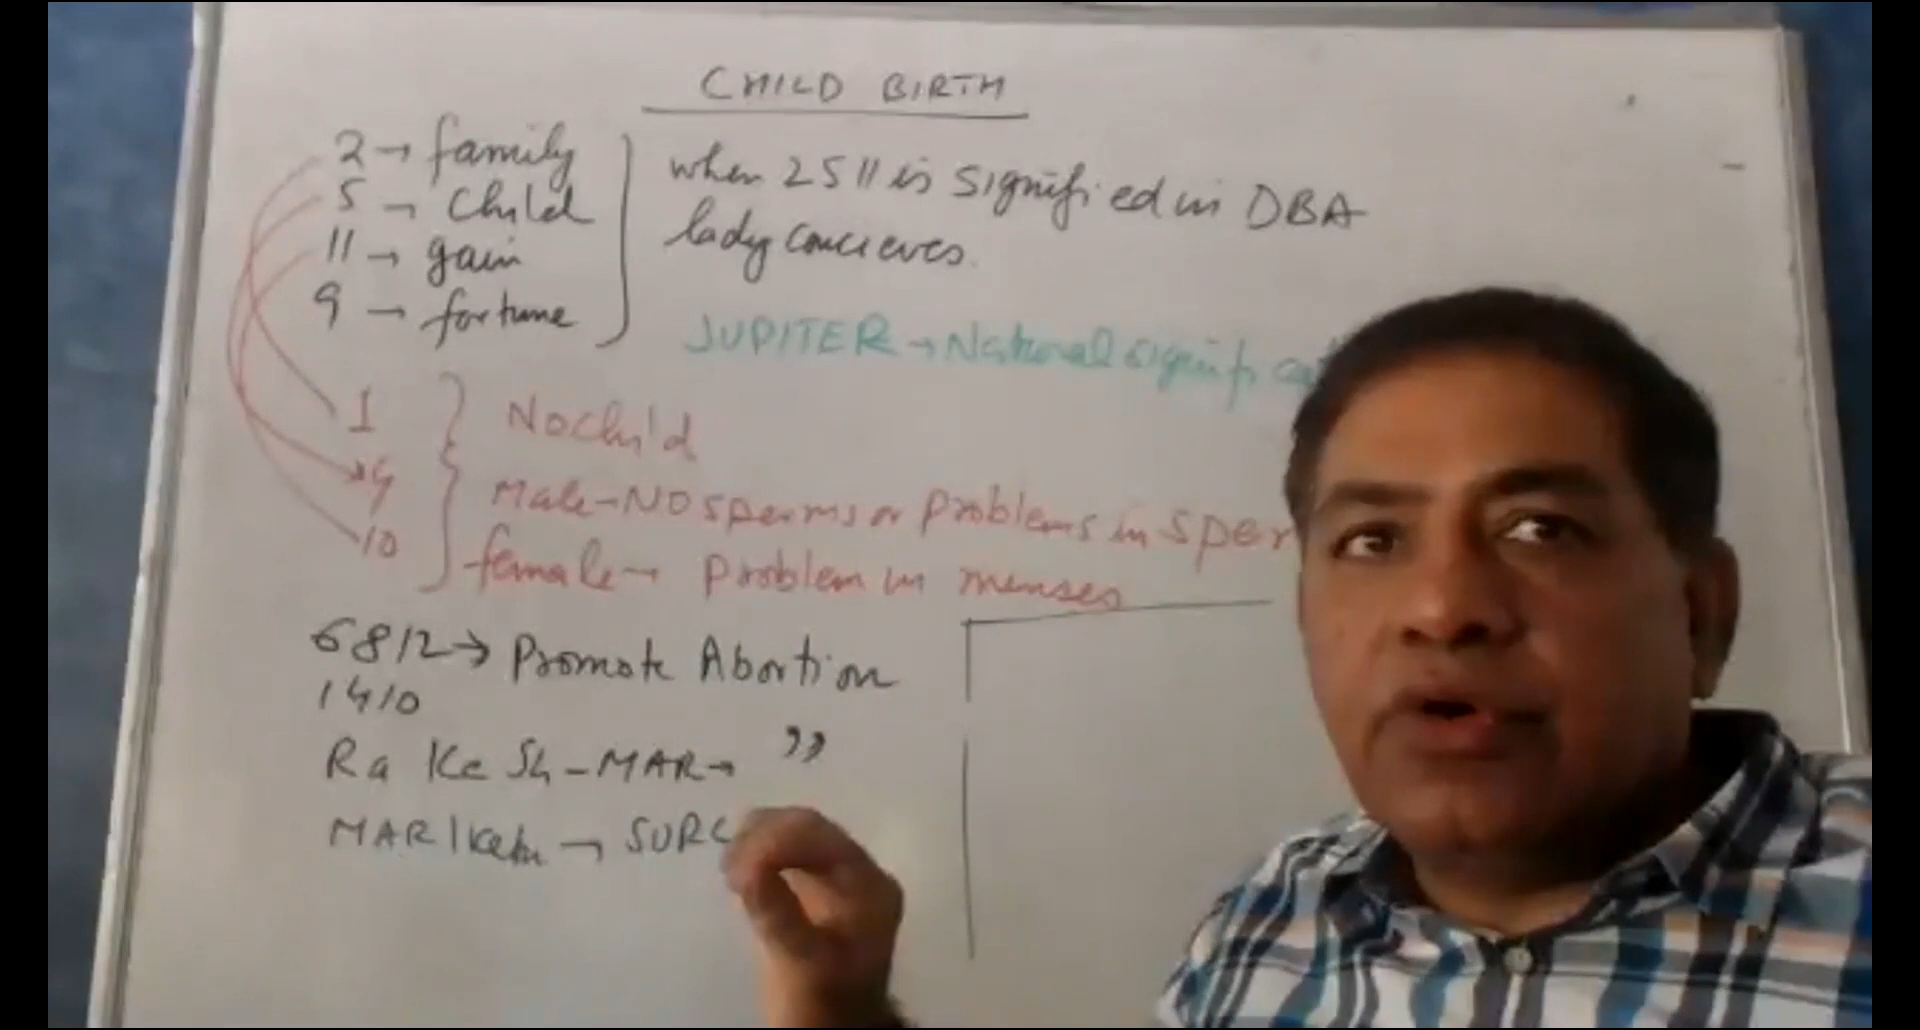 CHILD BIRTH
2 → family
5 → child
11 → gain
9 → fortune
when 2 5 11 is signified in DBA
lady concieves.
JUPITER → Natural
1
4
10
No child
Male → NO sperms or problems in sper
female → problem in menses
6 8 12 → Promote Abortion
1 4 10
Ra Ke Sh - MAR → "
MAR / Ketu → SURG